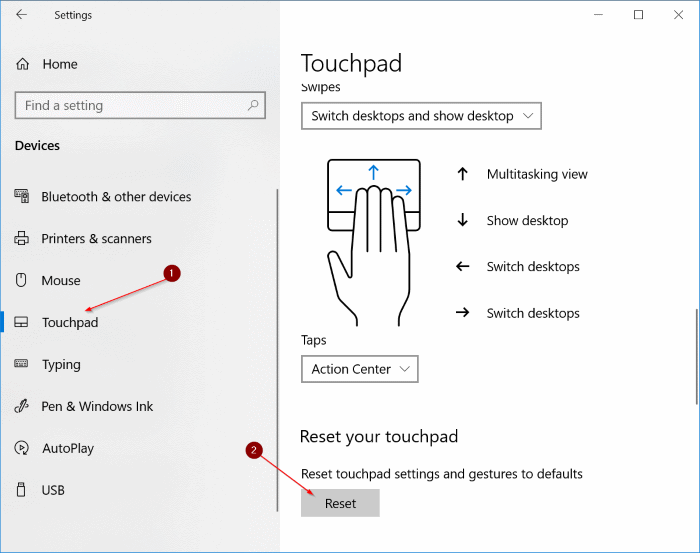 Settings
Home
Find a setting
Devices
Bluetooth & other devices
Printers & scanners
Mouse
1
Touchpad
Typing
Pen & Windows Ink
AutoPlay
USB
Touchpad
Swipes
Switch desktops and show desktop
Multitasking view
Show desktop
Switch desktops
Switch desktops
Taps
Action Center
Reset your touchpad
2
Reset touchpad settings and gestures to defaults
Reset